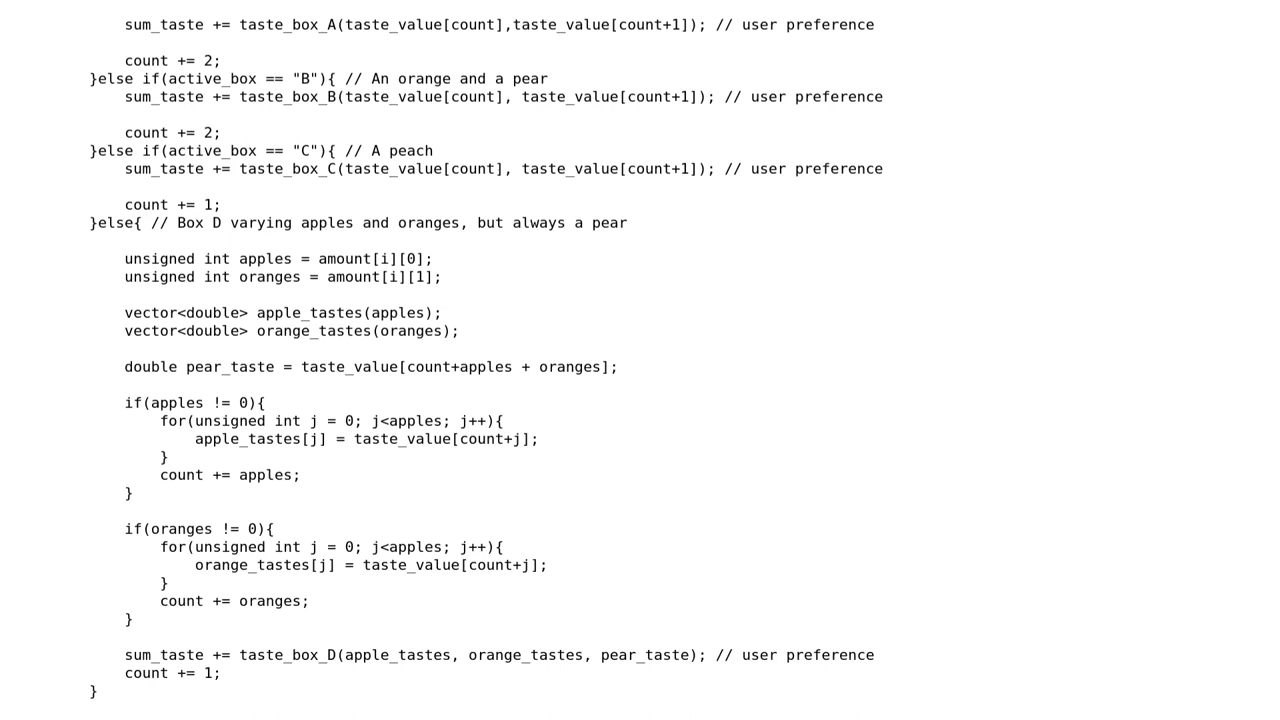 sum_taste += taste_box_A(taste_value[count],taste_value[count+1]); // user preference
count += 2;
}else if(active_box == "B"){ // An orange and a pear
sum_taste += taste_box_B(taste_value[count], taste_value[count+1]); // user preference
count += 2;
}else if(active_box == "C"){ // A peach
sum_taste += taste_box_C(taste_value[count], taste_value[count+1]); // user preference
count += 1;
}else{ // Box D varying apples and oranges, but always a pear
unsigned int apples = amount[i][0];
unsigned int oranges = amount[i][1];
vector<double> apple_tastes(apples);
vector<double> orange_tastes(oranges);
double pear_taste = taste_value[count+apples + oranges];
if(apples != 0){
for(unsigned int j = 0; j<apples; j++){
apple_tastes[j] = taste_value[count+j];
}
count += apples;
}
if(oranges != 0){
for(unsigned int j = 0; j<apples; j++){
orange_tastes[j] = taste_value[count+j];
}
count += oranges;
}
sum_taste += taste_box_D(apple_tastes, orange_tastes, pear_taste); // user preference
count += 1;
}